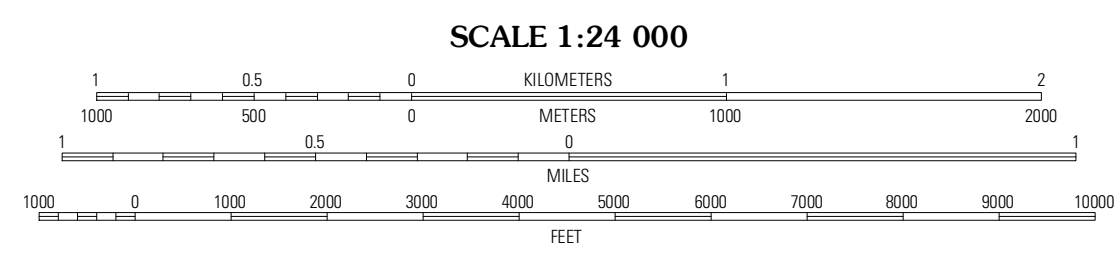 SCALE 1:24 000
1 0.5 0 KILOMETERS 1 2
1000 500 0 METERS 1000 2000
1 0.5 0 1
MILES
1000 0 1000 2000 3000 4000 5000 6000 7000 8000 9000 10000
FEET